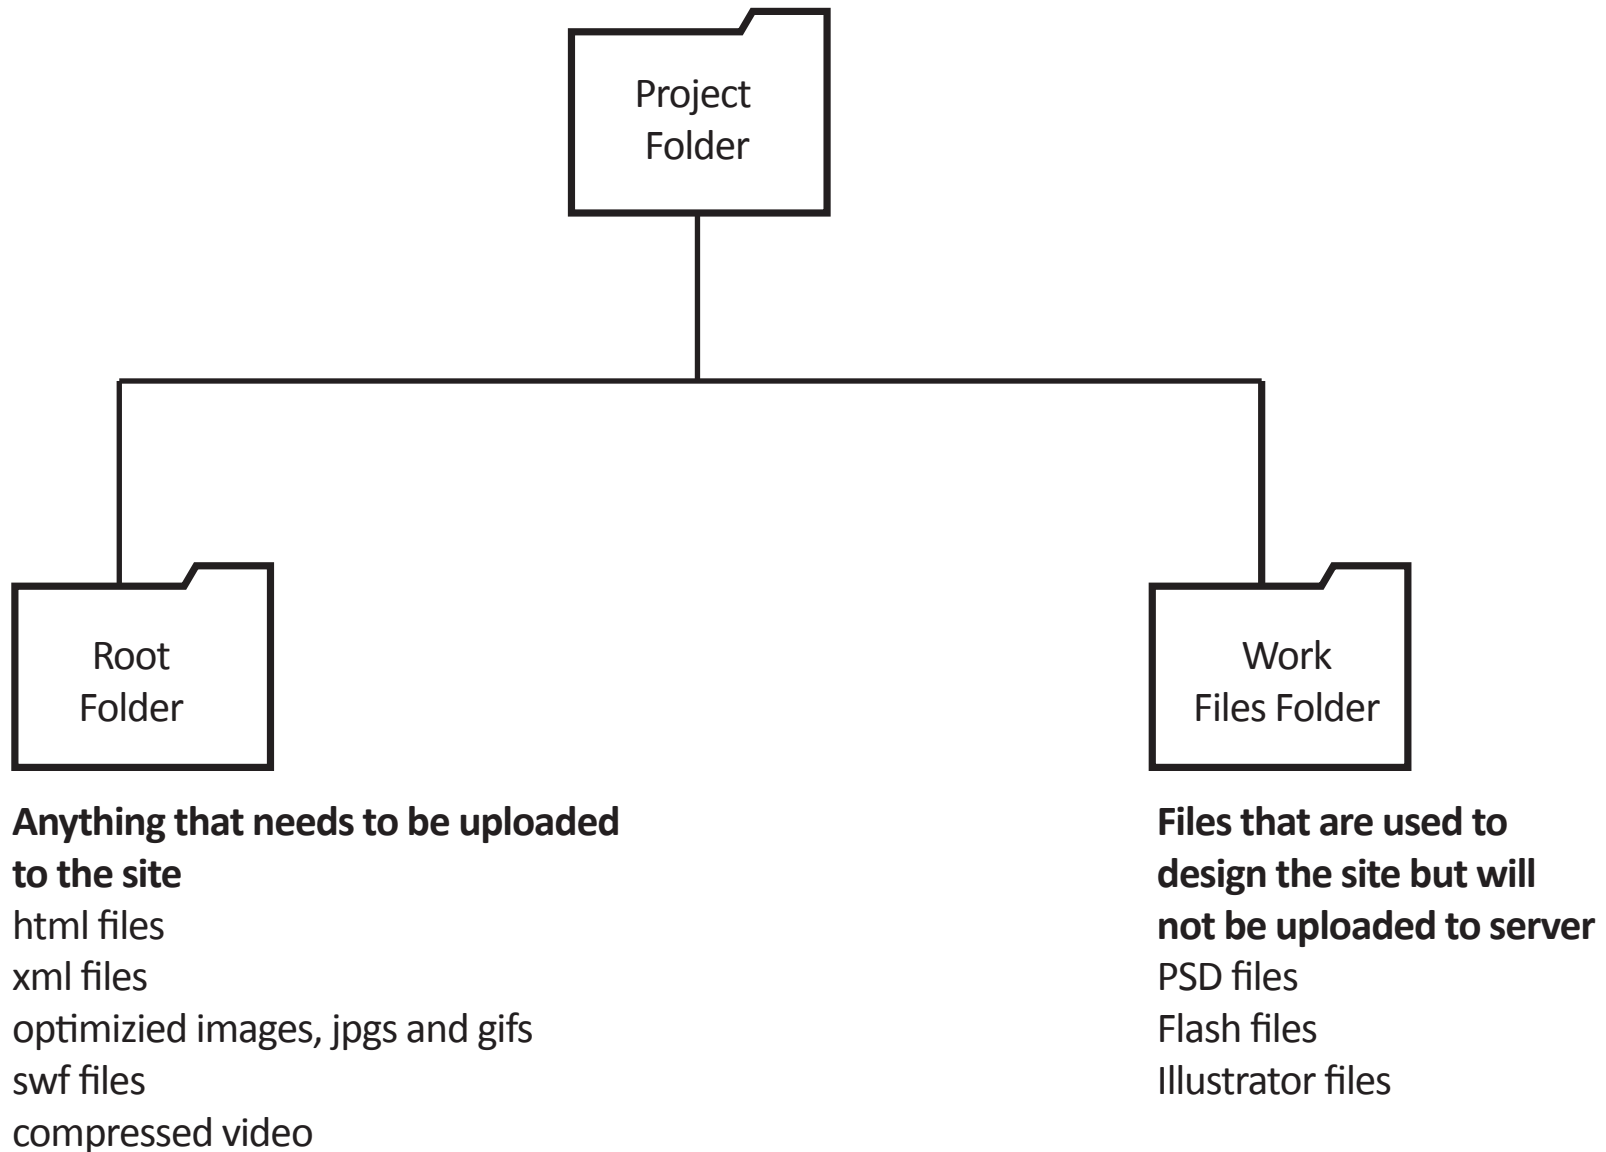 Project
Folder
Root
Folder
Work
Files Folder
Anything that needs to be uploaded
to the site
html files
xml files
optimizied images, jpgs and gifs
swf files
compressed video
Files that are used to
design the site but will
not be uploaded to server
PSD files
Flash files
Illustrator files